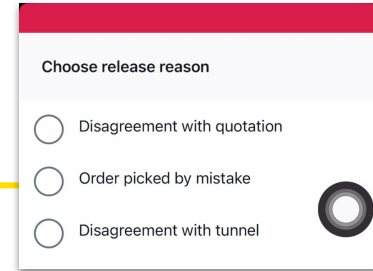 Choose release reason
Disagreement with quotation
Order picked by mistake
Disagreement with tunnel